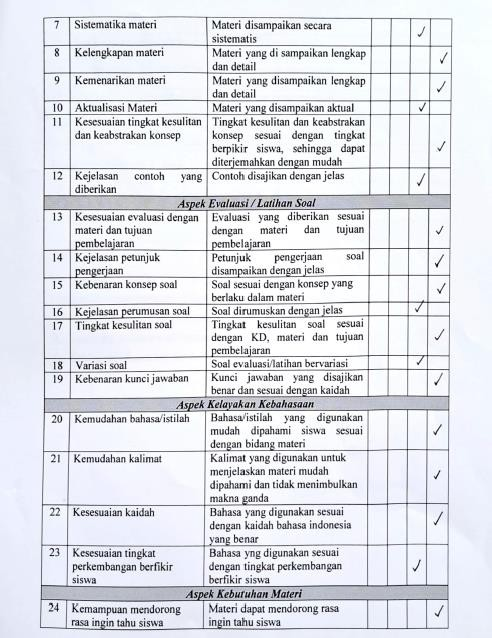 7 Sistematika materi Materi disampaikan secara
sistematis
8 Kelengkapan materi Materi yang di sampaikan lengkap
dan detail
9 Kemenarikan materi Materi yang disampaikan lengkap
dan detail
10 Aktualisasi Materi Materi yang disampaikan aktual
11 Kesesuaian tingkat kesulitan Tingkat kesulitan dan keabstrakan
dan keabstrakan konsep konsep sesuai dengan tingkat
berpikir siswa, sehingga dapat
diterjemahkan dengan mudah
12 Kejelasan contoh yang Contoh disajikan dengan jelas
diberikan
Aspek Evaluasi / Latihan Soal
13 Kesesuaian evaluasi dengan Evaluasi yang diberikan sesuai
materi dan tujuan dengan materi dan tujuan
pembelajaran pembelajaran
14 Kejelasan petunjuk Petunjuk pengerjaan soal
pengerjaan disampaikan dengan jelas
15 Kebenaran konsep soal Soal sesuai dengan konsep yang
berlaku dalam materi
16 Kejelasan perumusan soal Soal dirumuskan dengan jelas
17 Tingkat kesulitan soal Tingkat kesulitan soal sesuai
dengan KD, materi dan tujuan
pembelajaran
18 Variasi soal Soal evaluasi/latihan bervariasi
19 Kebenaran kunci jawaban Kunci jawaban yang disajikan
benar dan sesuai dengan kaidah
Aspek Kelayakan Kebahasaan
20 Kemudahan bahasa/istilah Bahasa/istilah yang digunakan
mudah dipahami siswa sesuai
dengan bidang materi
21 Kemudahan kalimat Kalimat yang digunakan untuk
menjelaskan materi mudah
dipahami dan tidak menimbulkan
makna ganda
22 Kesesuaian kaidah Bahasa yang digunakan sesuai
dengan kaidah bahasa indonesia
yang benar
23 Kesesuaian tingkat Bahasa yng digunakan sesuai
perkembangan berfikir dengan tingkat perkembangan
siswa berfikir siswa
Aspek Kebutuhan Materi
24 Kemampuan mendorong Materi dapat mendorong rasa
rasa ingin tahu siswa ingin tahu siswa